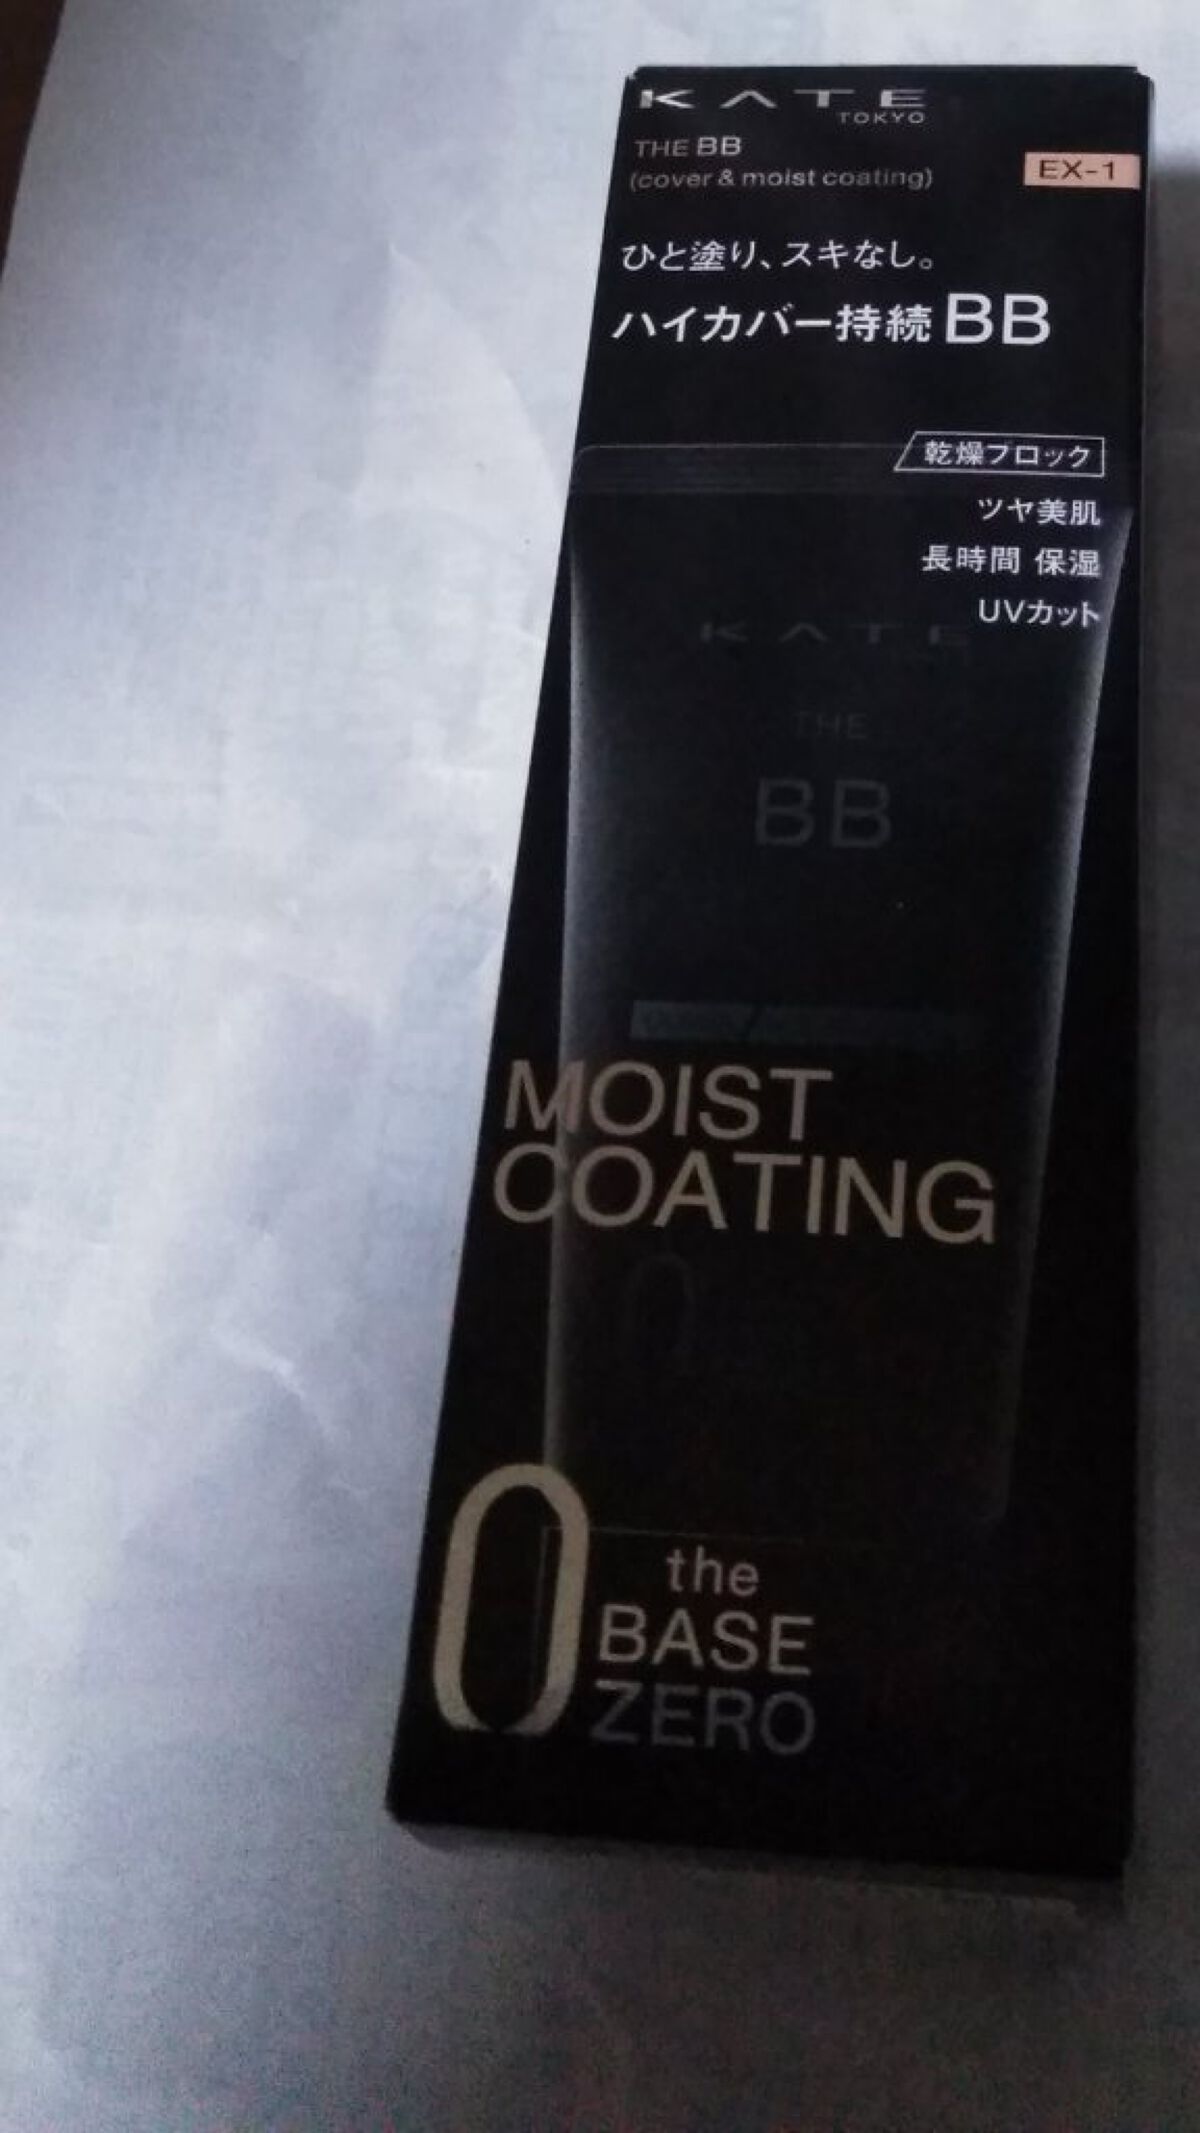 KATE
TOKYO
THE BB
(cover & moist coating)
EX-1
ひと塗り、スキなし。
ハイカバー持続BB
乾燥ブロック
ツヤ美肌
長時間 保湿
UVカット
KATE
THE
BB
MOIST
COATING
0
0
the
BASE
ZERO